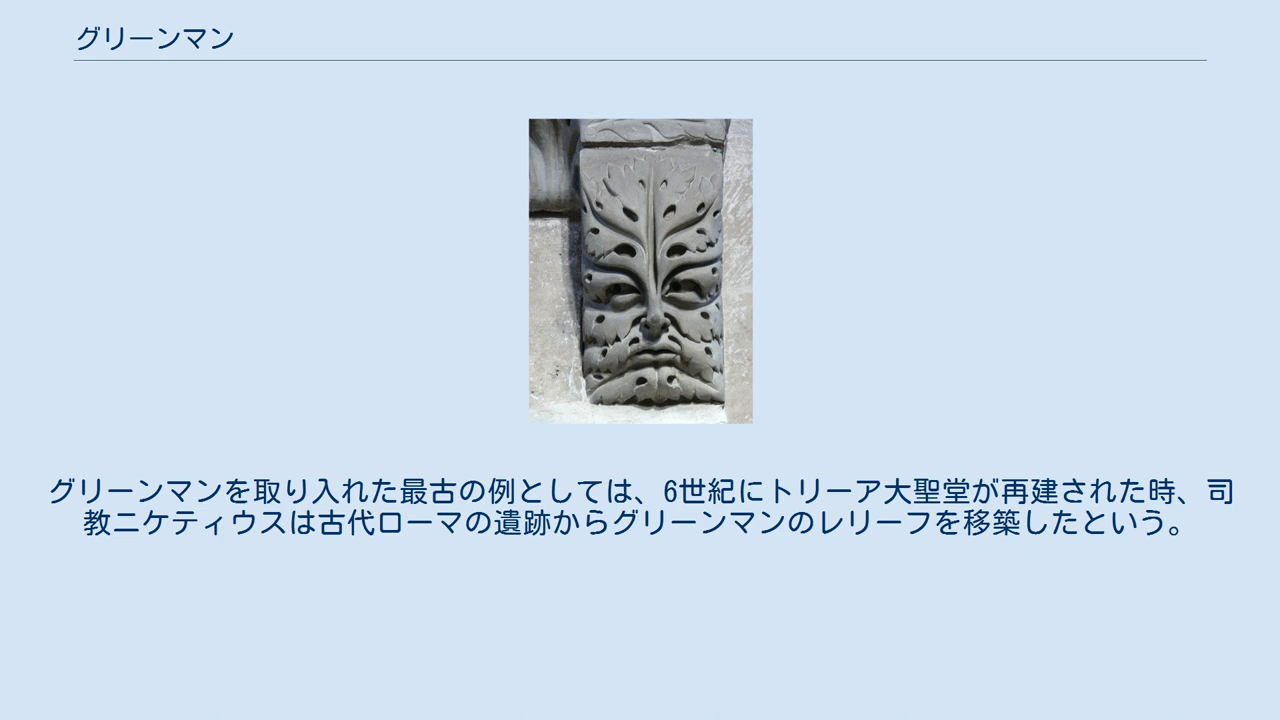 グリーンマン
グリーンマンを取り入れた最古の例としては、6世紀にトリーア大聖堂が再建された時、司
教ニケティウスは古代ローマの遺跡からグリーンマンのレリーフを移築したという。